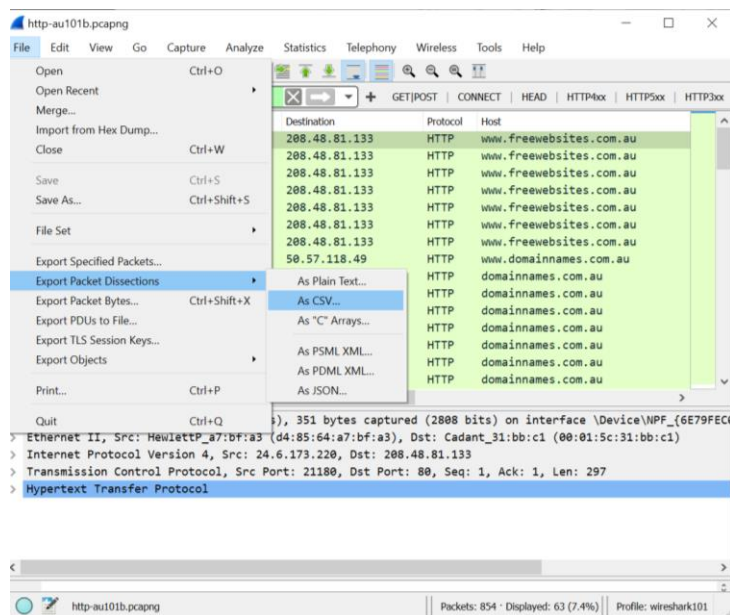 http-au101b.pcapng
File Edit View Go Capture Analyze Statistics Telephony Wireless Tools Help
Open Ctrl+O
Open Recent
Merge...
Import from Hex Dump...
Close Ctrl+W
Save Ctrl+S
Save As... Ctrl+Shift+S
File Set
Export Specified Packets...
Export Packet Dissections
Export Packet Bytes... Ctrl+Shift+X
Export PDUs to File...
Export TLS Session Keys...
Export Objects
Print... Ctrl+P
Quit Ctrl+Q
As Plain Text...
As CSV...
As "C" Arrays...
As PSML XML...
As PDML XML...
As JSON...
+ GET|POST | CONNECT | HEAD | HTTP4xx | HTTP5xx | HTTP3xx
Destination Protocol Host
208.48.81.133 HTTP www.freewebsites.com.au
208.48.81.133 HTTP www.freewebsites.com.au
208.48.81.133 HTTP www.freewebsites.com.au
208.48.81.133 HTTP www.freewebsites.com.au
208.48.81.133 HTTP www.freewebsites.com.au
208.48.81.133 HTTP www.freewebsites.com.au
208.48.81.133 HTTP www.freewebsites.com.au
50.57.118.49 HTTP www.domainnames.com.au
HTTP domainnames.com.au
HTTP domainnames.com.au
HTTP domainnames.com.au
HTTP domainnames.com.au
HTTP domainnames.com.au
HTTP domainnames.com.au
HTTP domainnames.com.au
), 351 bytes captured (2808 bits) on interface \Device\NPF_{6E79FEC
Ethernet II, Src: HewlettP_a7:bf:a3 (d4:85:64:a7:bf:a3), Dst: Cadant_31:bb:c1 (00:01:5c:31:bb:c1)
Internet Protocol Version 4, Src: 24.6.173.220, Dst: 208.48.81.133
Transmission Control Protocol, Src Port: 21180, Dst Port: 80, Seq: 1, Ack: 1, Len: 297
Hypertext Transfer Protocol
http-au101b.pcapng Packets: 854 · Displayed: 63 (7.4%) Profile: wireshark101